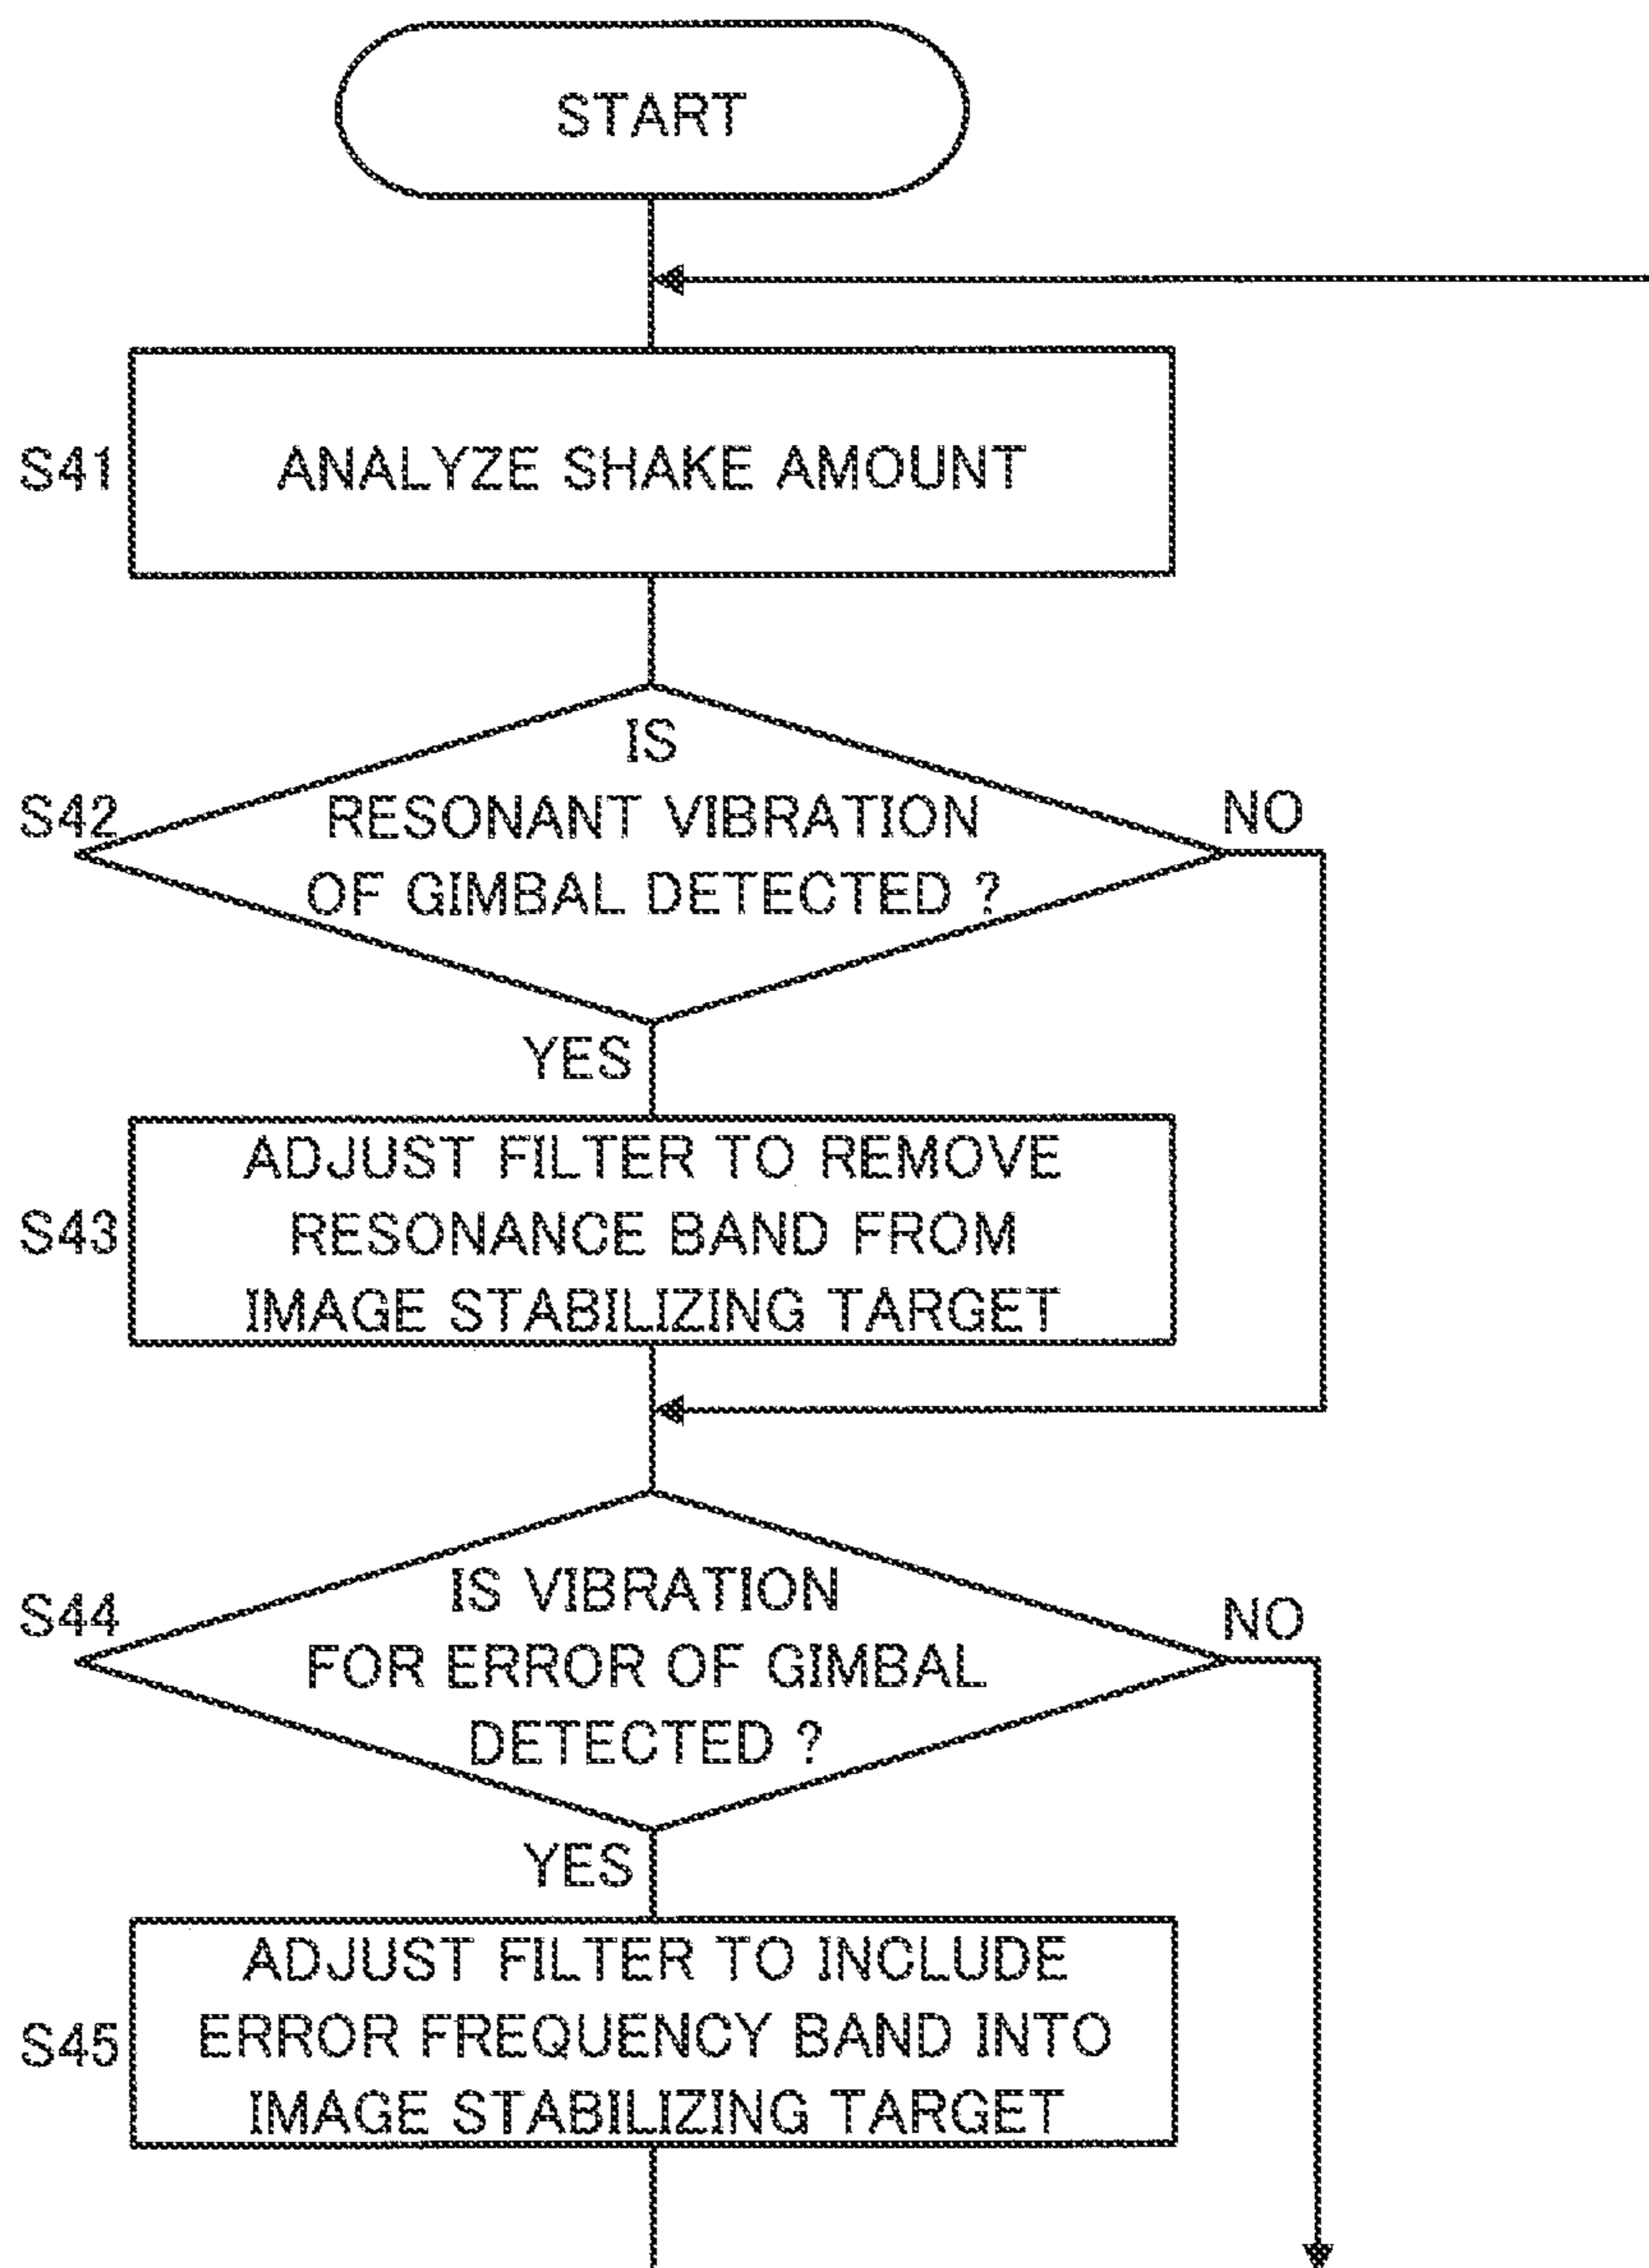 START
S41
ANALYZE SHAKE AMOUNT
S42
IS
RESONANT VIBRATION
OF GIMBAL DETECTED ?
NO
YES
S43
ADJUST FILTER TO REMOVE
RESONANCE BAND FROM
IMAGE STABILIZING TARGET
S44
IS VIBRATION
FOR ERROR OF GIMBAL
DETECTED ?
NO
YES
S45
ADJUST FILTER TO INCLUDE
ERROR FREQUENCY BAND INTO
IMAGE STABILIZING TARGET